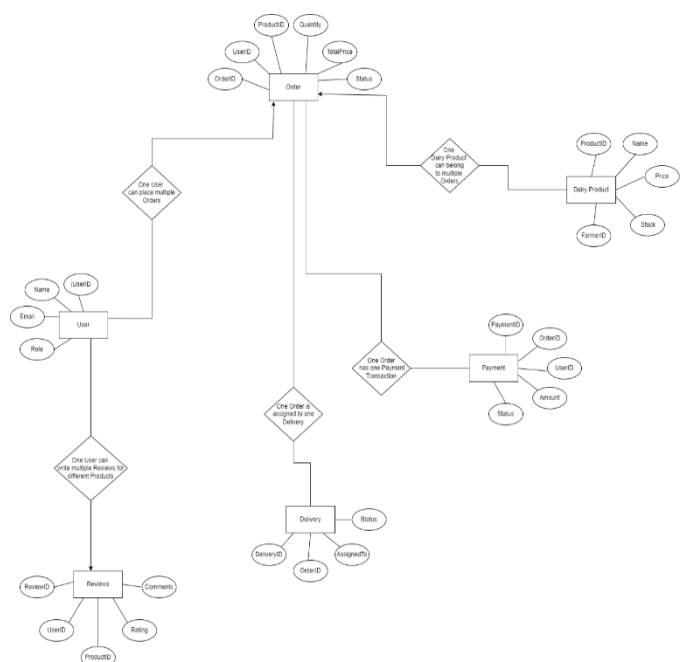 ProductID
Quantity
UserID
TotalPrice
OrderID
Status
Order
One
Dairy Product
can belong
to multiple
Orders
ProductID
Name
Price
Dairy Product
Stock
FarmerID
One User
can place multiple
Orders
Name
(UserID
Email
User
Role
PaymentID
OrderID
UserID
Payment
Amount
Status
One Order
has one Payment
Transaction
One Order is
assigned to one
Delivery
One User can
write multiple Reviews for
different Products
Delivery
Status
DeliveryID
AssignedTo
OrderID
Reviews
ReviewID
Comments
UserID
Rating
ProductID